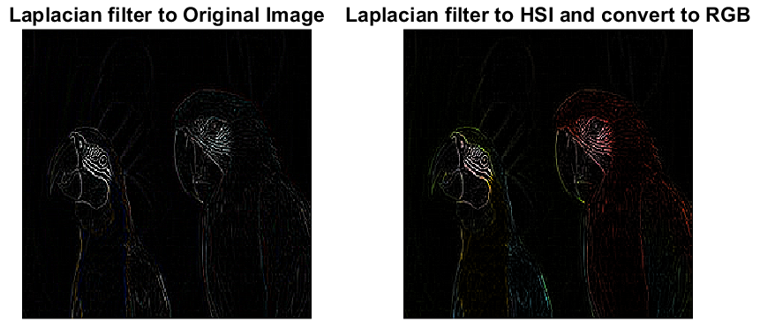 Laplacian filter to Original Image
Laplacian filter to HSI and convert to RGB